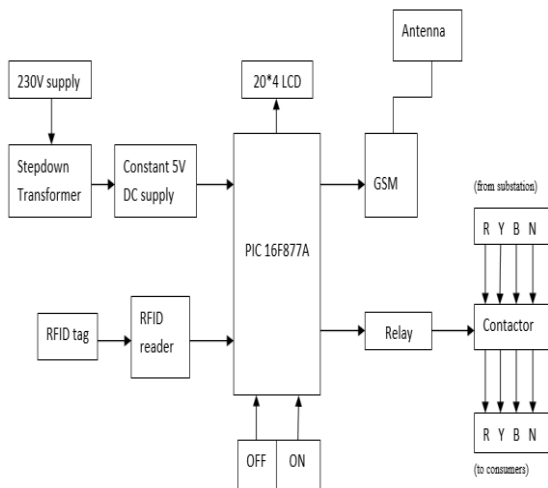 Antenna
230V supply
20*4 LCD
Stepdown
Transformer
Constant 5V
DC supply
GSM
(from substation)
R Y B N
PIC 16F877A
RFID tag
RFID
reader
Relay
Contactor
R Y B N
(to consumers)
OFF
ON